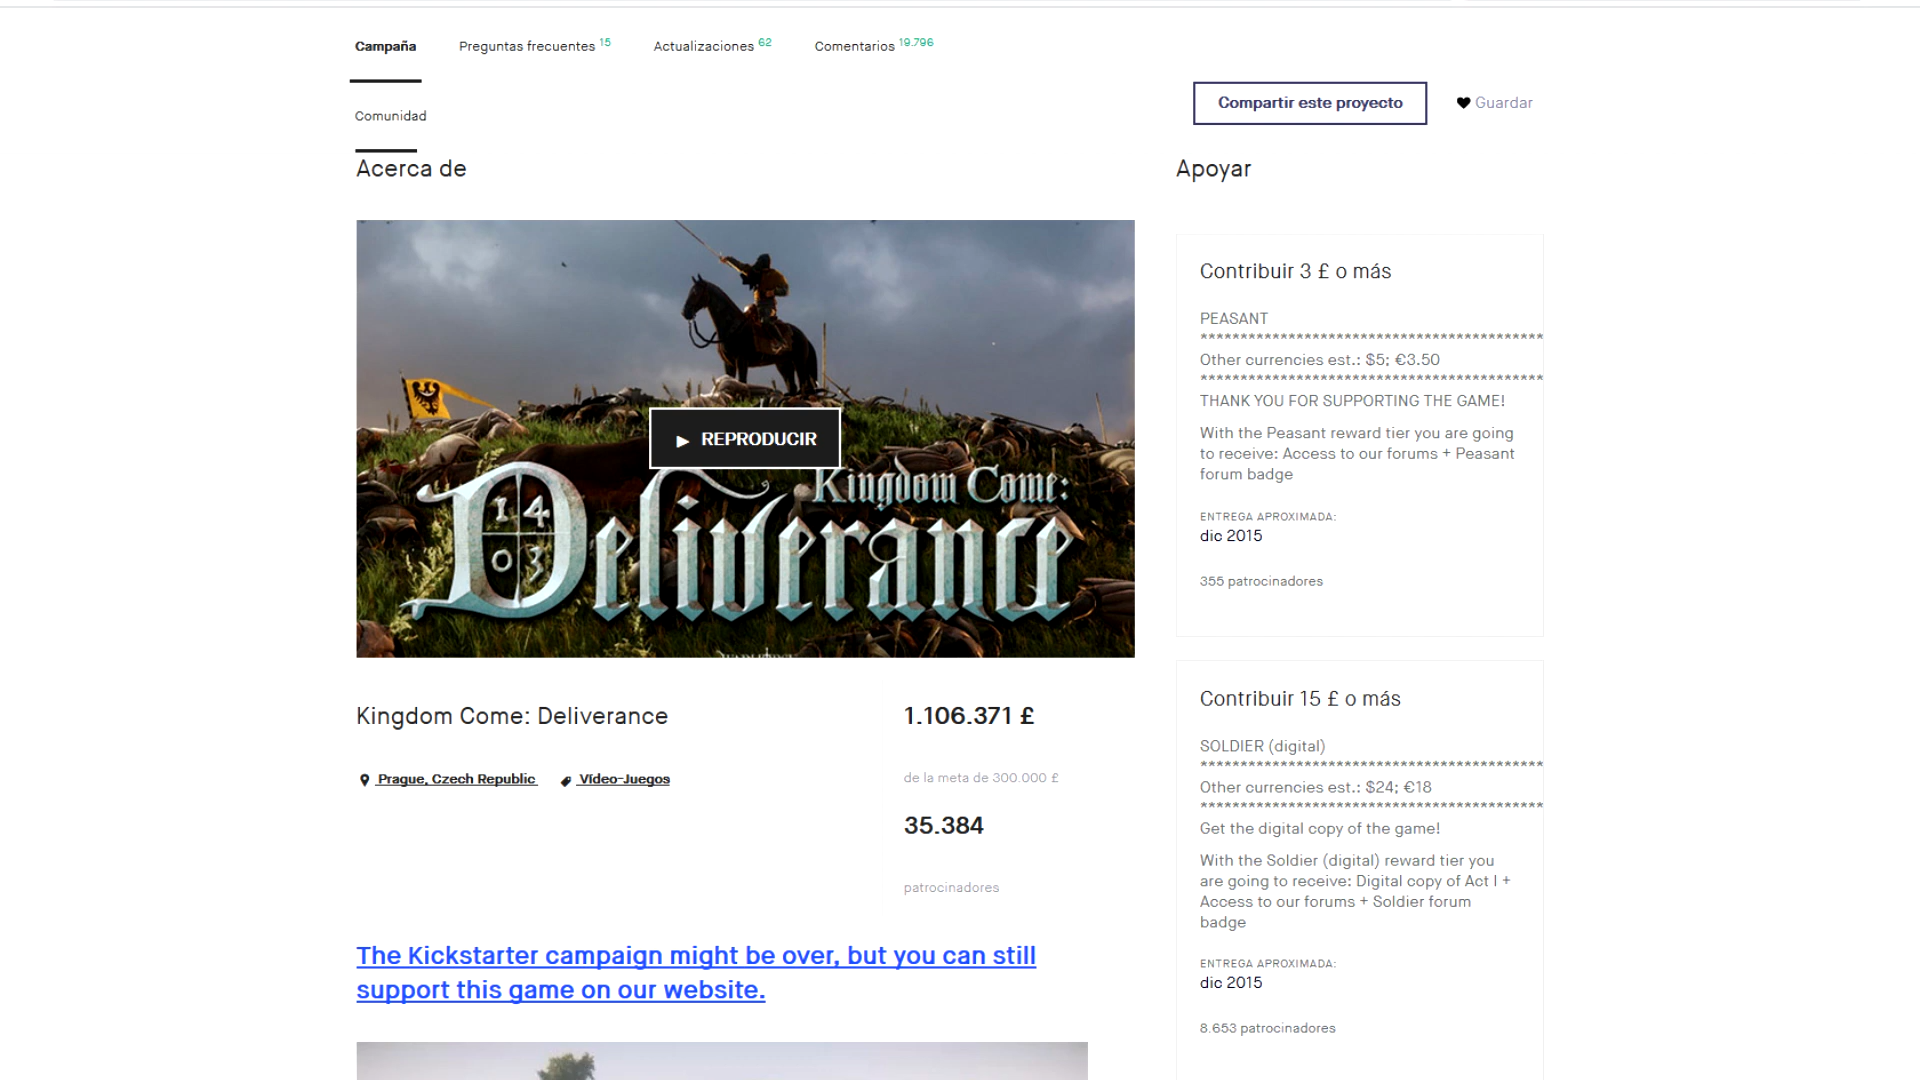 Campaña
Preguntas frecuentes 15
Actualizaciones 62
Comentarios 19.796
Comunidad
Compartir este proyecto
Guardar
Acerca de
REPRODUCIR
Kingdom Come:
Deliverance
14
03
Kingdom Come: Deliverance
Prague, Czech Republic
Vídeo-Juegos
1.106.371 £
de la meta de 300.000 £
35.384
patrocinadores
The Kickstarter campaign might be over, but you can still
support this game on our website.
Apoyar
Contribuir 3 £ o más
PEASANT
*******************************************
Other currencies est.: $5; €3.50
*******************************************
THANK YOU FOR SUPPORTING THE GAME!
With the Peasant reward tier you are going
to receive: Access to our forums + Peasant
forum badge
ENTREGA APROXIMADA:
dic 2015
355 patrocinadores
Contribuir 15 £ o más
SOLDIER (digital)
*******************************************
Other currencies est.: $24; €18
*******************************************
Get the digital copy of the game!
With the Soldier (digital) reward tier you
are going to receive: Digital copy of Act I +
Access to our forums + Soldier forum
badge
ENTREGA APROXIMADA:
dic 2015
8.653 patrocinadores